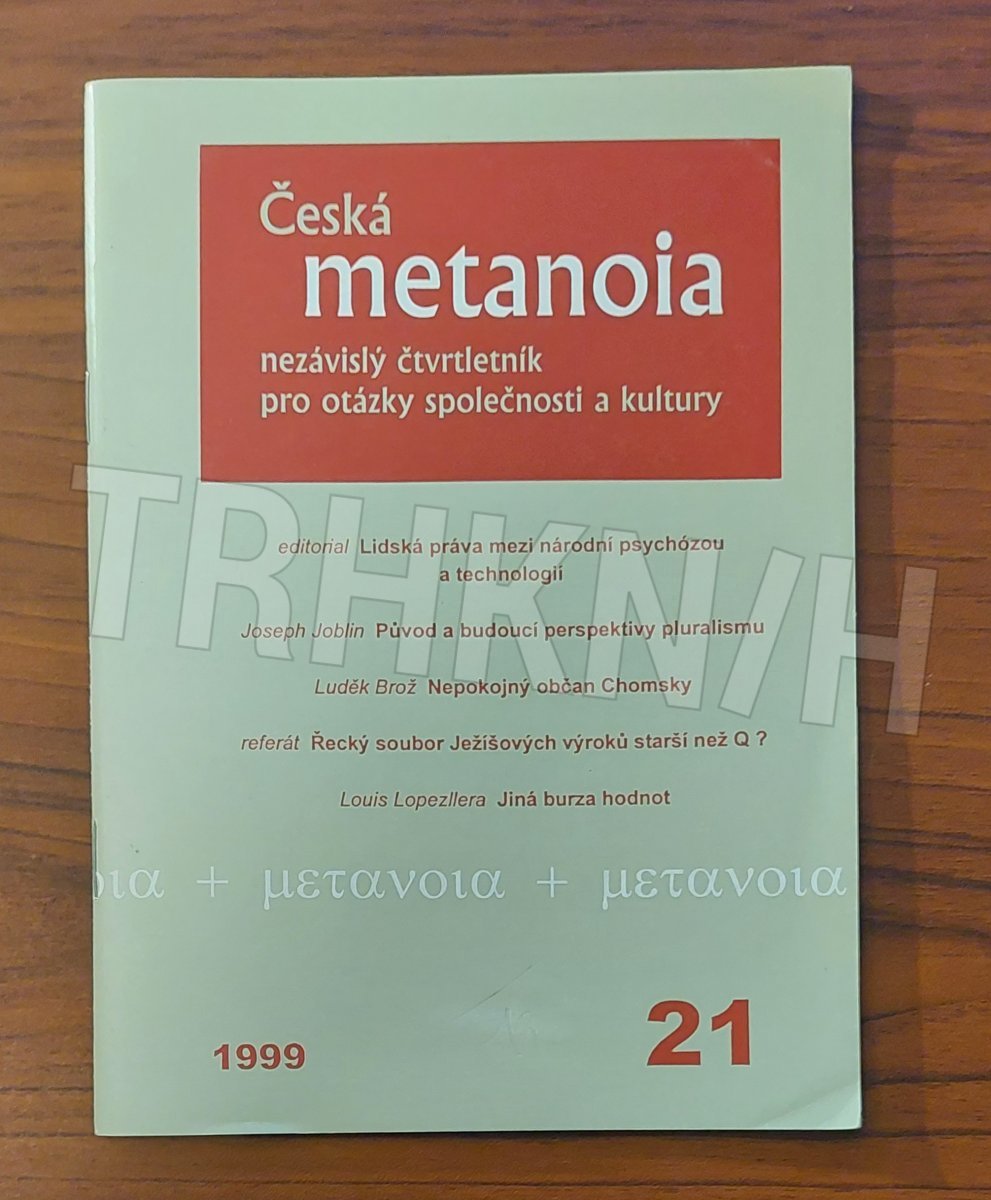 Česká
metanoia
nezávislý čtvrtletník
pro otázky společnosti a kultury
TRHKN/H
editorial Lidská práva mezi národní psychózou
a technologií
Joseph Joblin Původ a budoucí perspektivy pluralismu
Luděk Brož Nepokojný občan Chomsky
referát Řecký soubor Ježíšových výroků starší než Q ?
Louis Lopezllera Jiná burza hodnot
οια + μετανοια + μετανοια
1999
21